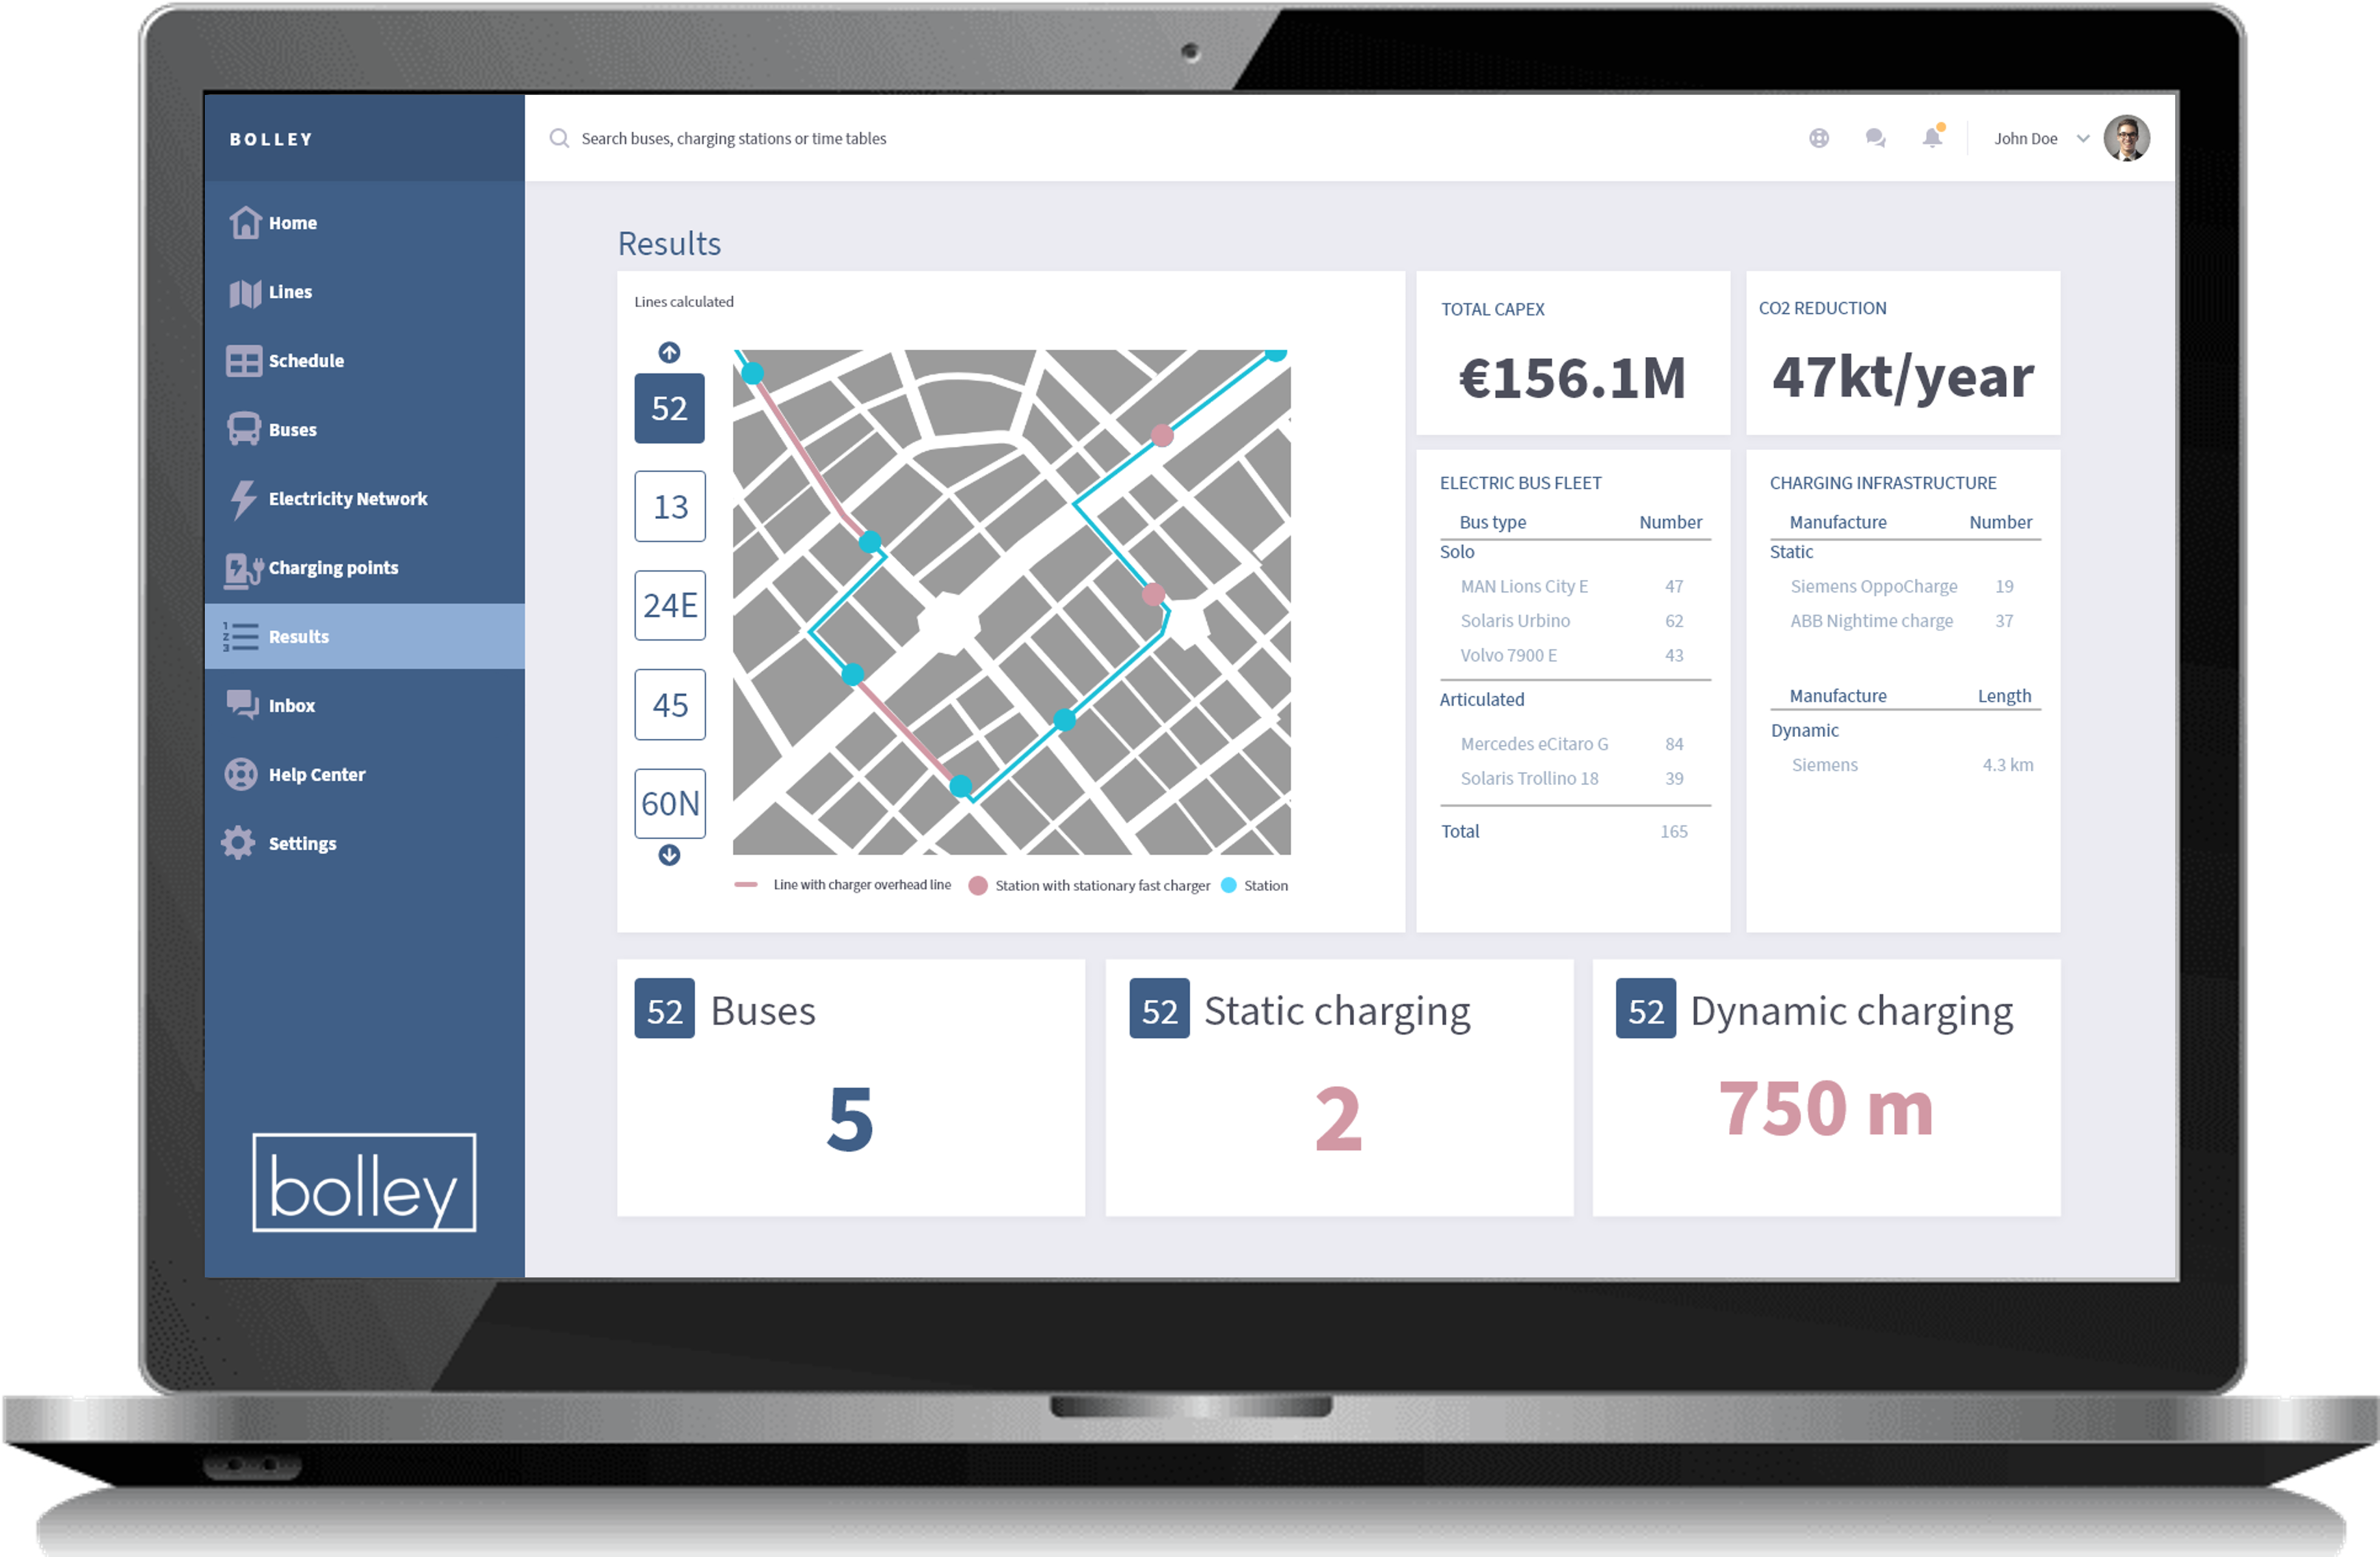 BOLLEY
Search buses, charging stations or time tables
John Doe
Home
Lines
Schedule
Buses
Electricity Network
Charging points
1
2
3
Results
Inbox
Help Center
Settings
bolley
Results
Lines calculated
52
13
24E
45
60N
Line with charger overhead line
Station with stationary fast charger
Station
TOTAL CAPEX
€156.1M
CO2 REDUCTION
47kt/year
ELECTRIC BUS FLEET
Bus type Number
Solo
MAN Lions City E 47
Solaris Urbino 62
Volvo 7900 E 43
Articulated
Mercedes eCitaro G 84
Solaris Trollino 18 39
Total 165
CHARGING INFRASTRUCTURE
Manufacture Number
Static
Siemens OppoCharge 19
ABB Nightime charge 37
Manufacture Length
Dynamic
Siemens 4.3 km
52 Buses
5
52 Static charging
2
52 Dynamic charging
750 m